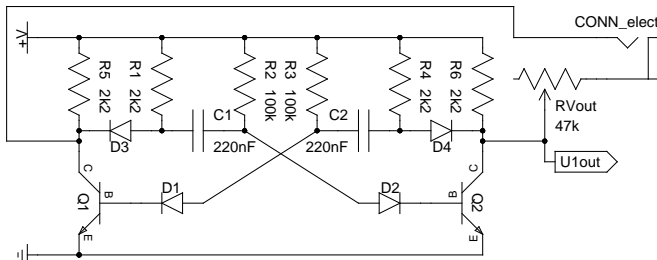 CONN_elect
V+
R5 2k2
R1 2k2
R2 100k
R3 100k
R4 2k2
R6 2k2
RVout
47k
C1
220nF
C2
220nF
D3
D4
U1out
C
B
E
Q1
D1
D2
C
B
E
Q2